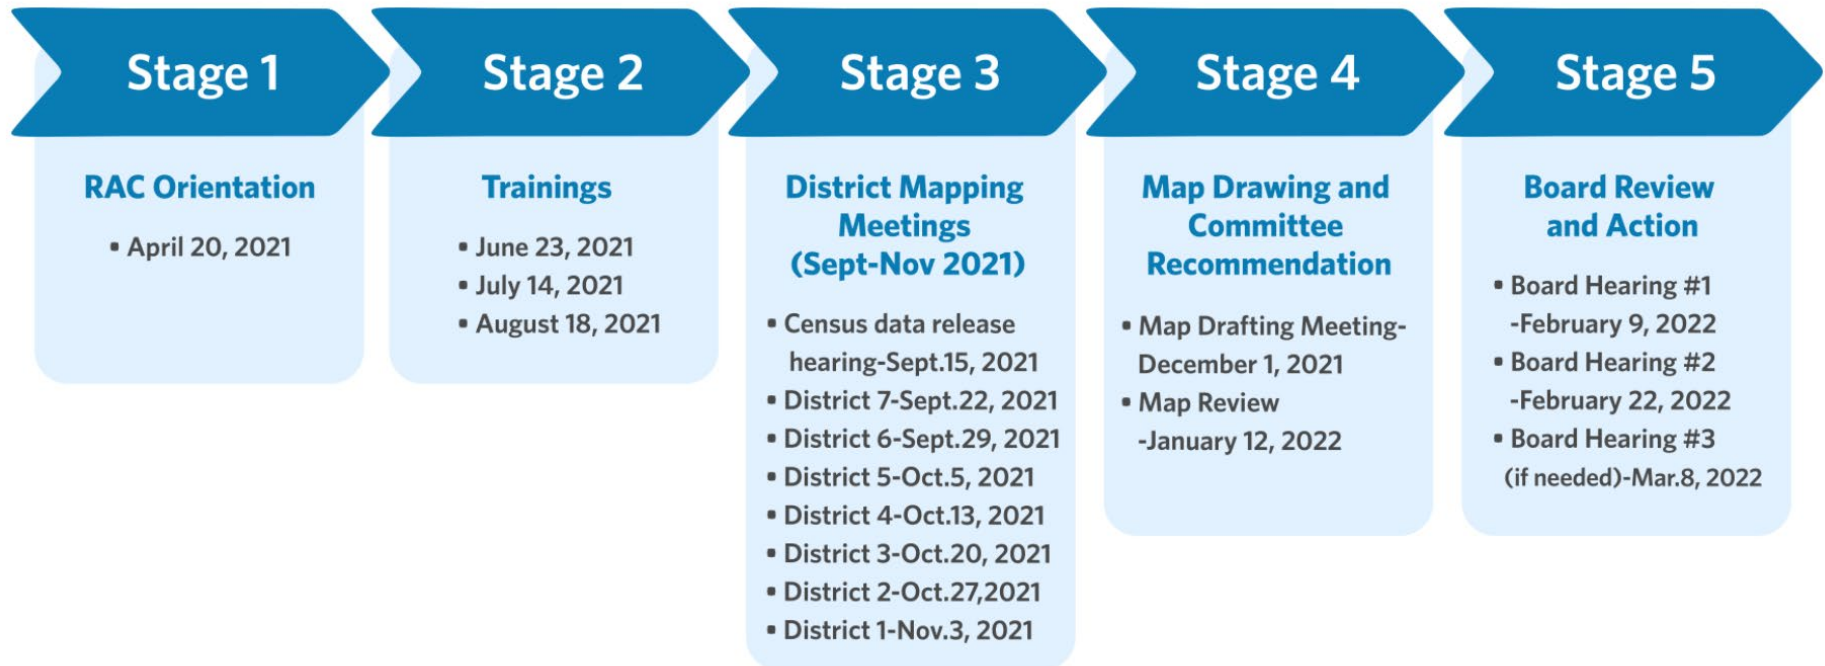 Stage 1
RAC Orientation
▪ April 20, 2021
Stage 2
Trainings
▪ June 23, 2021
▪ July 14, 2021
▪ August 18, 2021
Stage 3
District Mapping
Meetings
(Sept-Nov 2021)
▪ Census data release
hearing-Sept.15, 2021
▪ District 7-Sept.22, 2021
▪ District 6-Sept.29, 2021
▪ District 5-Oct.5, 2021
▪ District 4-Oct.13, 2021
▪ District 3-Oct.20, 2021
▪ District 2-Oct.27,2021
▪ District 1-Nov.3, 2021
Stage 4
Map Drawing and
Committee
Recommendation
▪ Map Drafting Meeting-
December 1, 2021
▪ Map Review
-January 12, 2022
Stage 5
Board Review
and Action
▪ Board Hearing #1
-February 9, 2022
▪ Board Hearing #2
-February 22, 2022
▪ Board Hearing #3
(if needed)-Mar.8, 2022